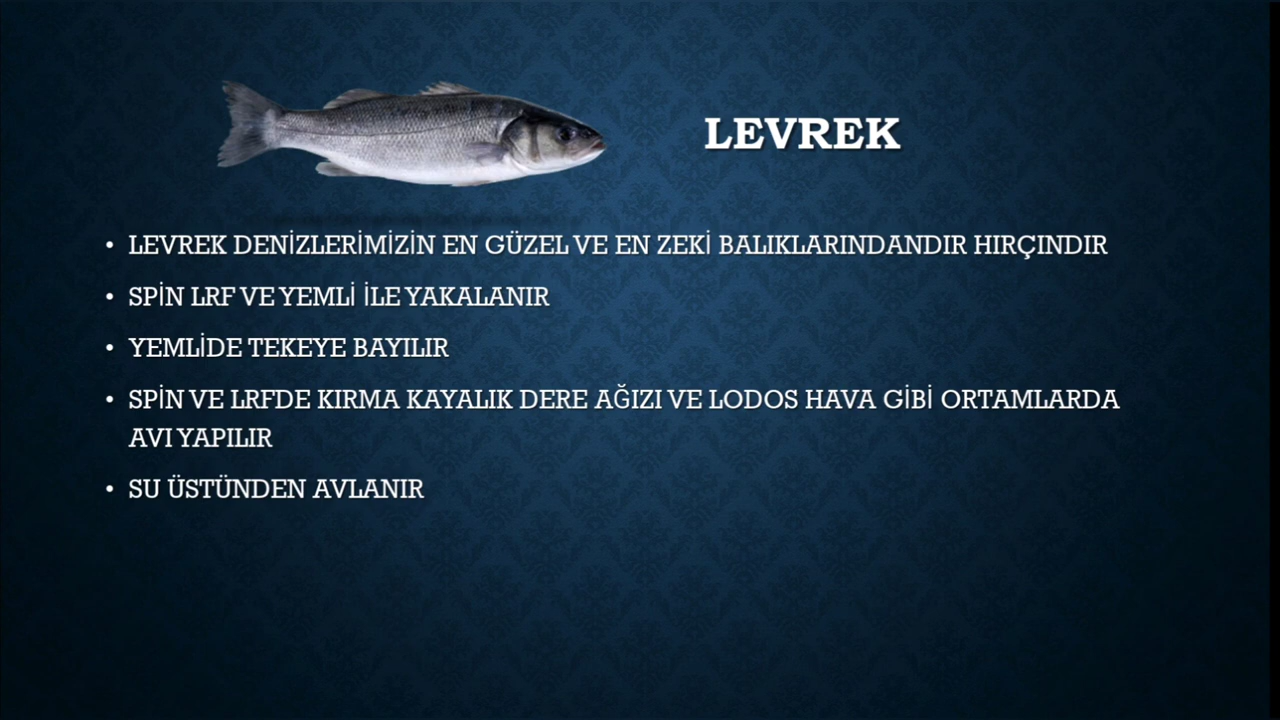 LEVREK
• LEVREK DENİZLERİMİZİN EN GÜZEL VE EN ZEKİ BALIKLARINDANDIR HIRÇINDIR
• SPİN LRF VE YEMLİ İLE YAKALANIR
• YEMLİDE TEKEYE BAYILIR
• SPİN VE LRFDE KIRMA KAYALIK DERE AĞIZI VE LODOS HAVA GİBİ ORTAMLARDA
AVI YAPILIR
• SU ÜSTÜNDEN AVLANIR